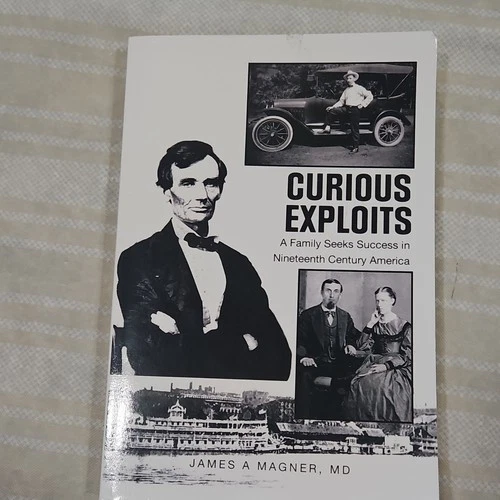 CURIOUS
EXPLOITS
A Family Seeks Success in
Nineteenth Century America
JAMES A MAGNER, MD